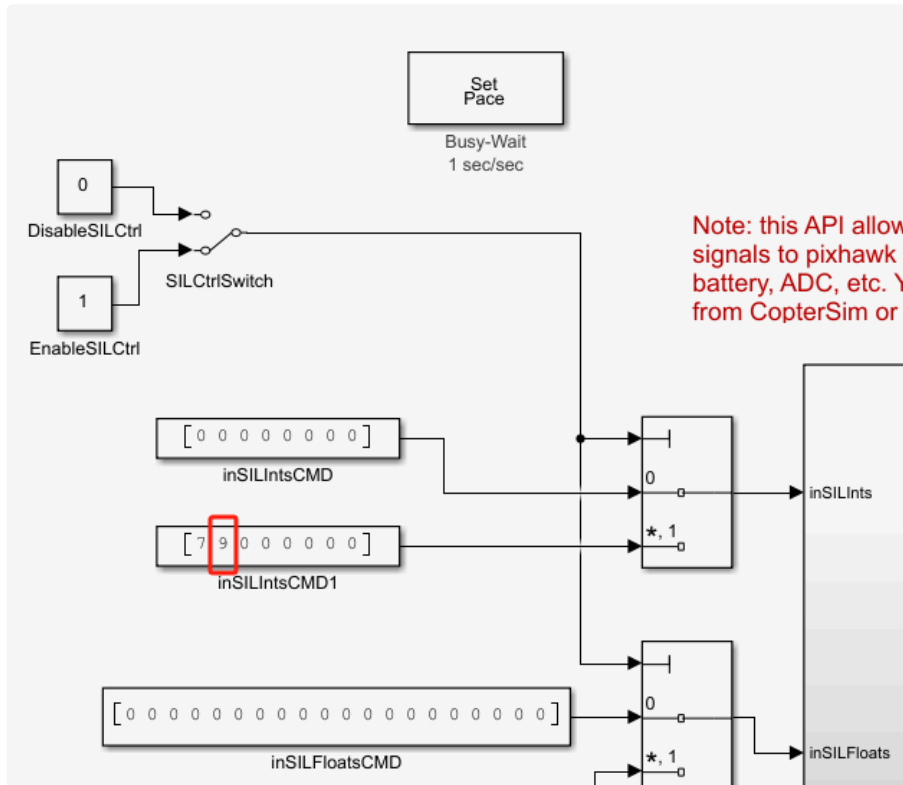 Set
Pace
Busy-Wait
1 sec/sec
0
DisableSILCtrl
SILCtrlSwitch
1
EnableSILCtrl
Note: this API allow
signals to pixhawk
battery, ADC, etc. Y
from CopterSim or
[0 0 0 0 0 0 0 0]
inSILIntsCMD
0
*, 1
inSILInts
[7 9 0 0 0 0 0 0]
inSILIntsCMD1
[0 0 0 0 0 0 0 0 0 0 0 0 0 0 0 0 0 0 0 0]
inSILFloatsCMD
0
*, 1
inSILFloats